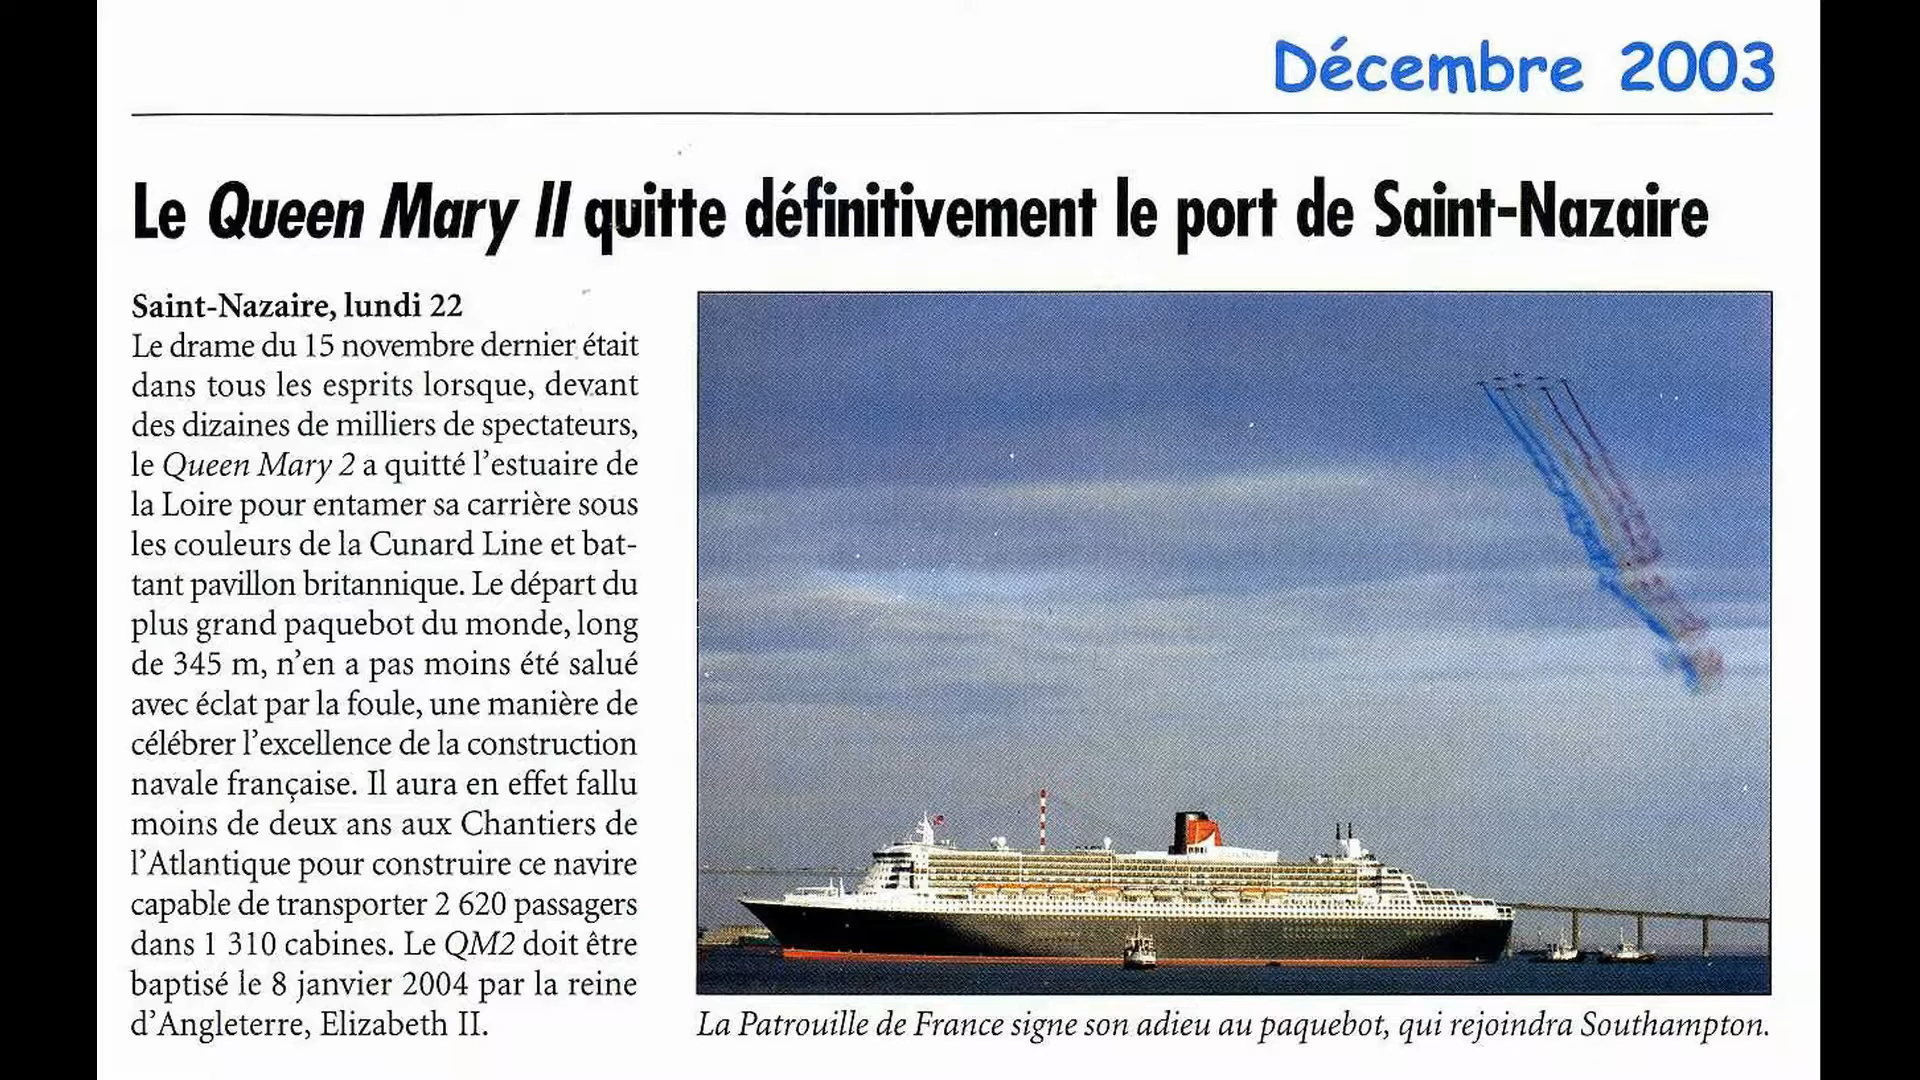 Décembre 2003
Le Queen Mary II quitte définitivement le port de Saint-Nazaire
Saint-Nazaire, lundi 22
Le drame du 15 novembre dernier était
dans tous les esprits lorsque, devant
des dizaines de milliers de spectateurs,
le Queen Mary 2 a quitté l'estuaire de
la Loire pour entamer sa carrière sous
les couleurs de la Cunard Line et bat-
tant pavillon britannique. Le départ du
plus grand paquebot du monde, long
de 345 m, n'en a pas moins été salué
avec éclat par la foule, une manière de
célébrer l'excellence de la construction
navale française. Il aura en effet fallu
moins de deux ans aux Chantiers de
l'Atlantique pour construire ce navire
capable de transporter 2 620 passagers
dans 1 310 cabines. Le QM2 doit être
baptisé le 8 janvier 2004 par la reine
d'Angleterre, Elizabeth II.
La Patrouille de France signe son adieu au paquebot, qui rejoindra Southampton.